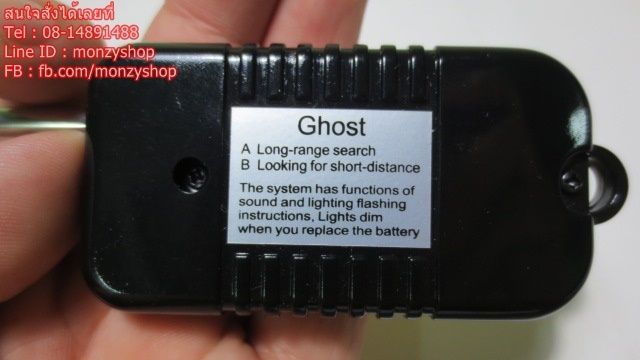 สนใจสั่งได้เลยที่
Tel : 08-14891488
Line ID : monzyshop
FB : fb.com/monzyshop
Ghost
A Long-range search
B Looking for short-distance
The system has functions of
sound and lighting flashing
instructions, Lights dim
when you replace the battery